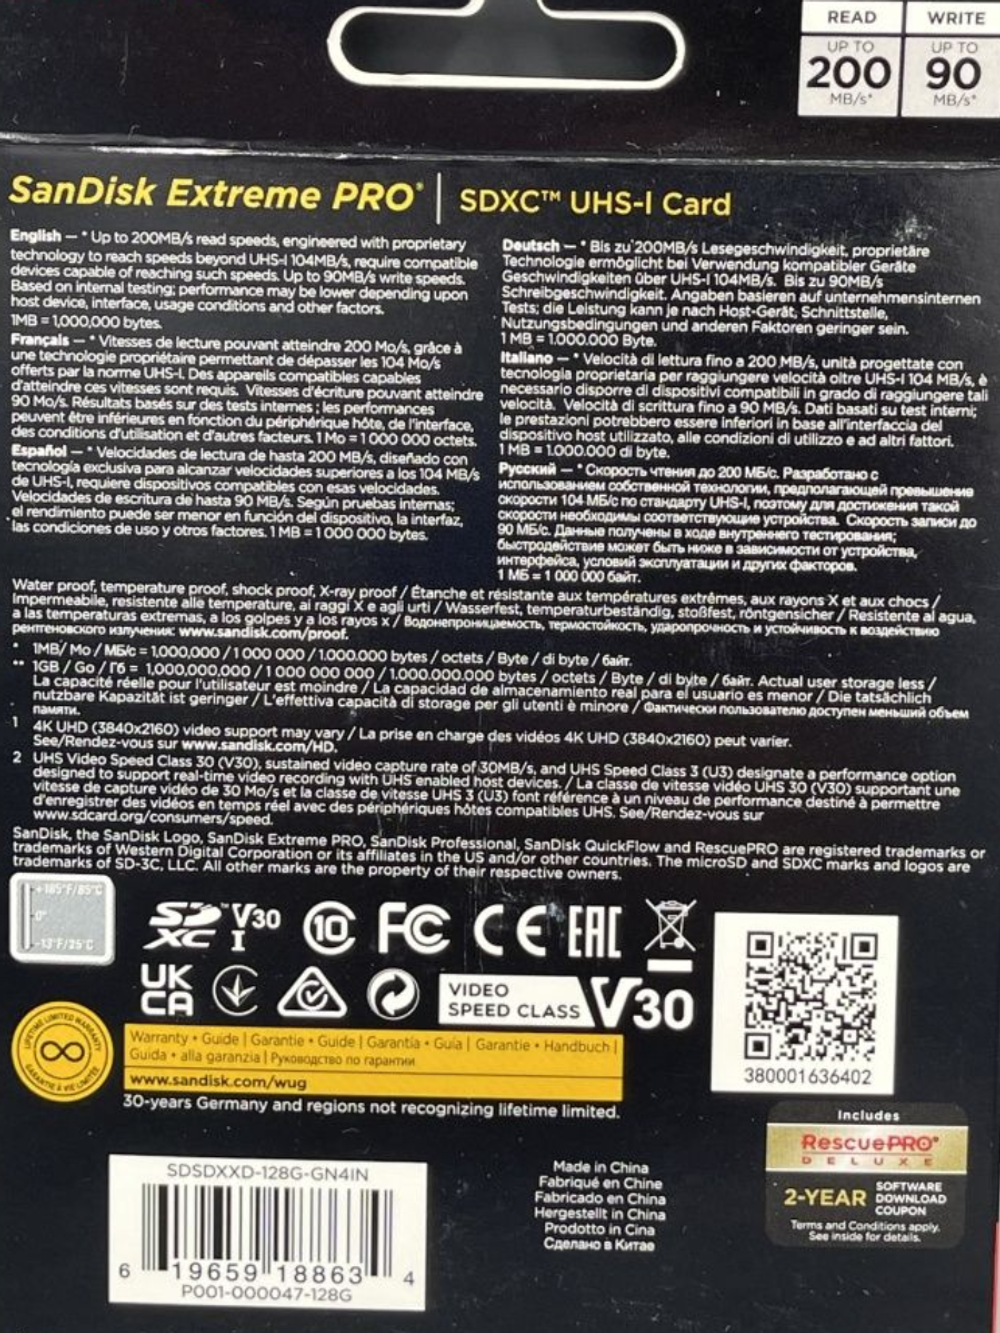 READ
WRITE
UP TO
200
MB/s*
UP TO
90
MB/s*
SanDisk Extreme PRO® | SDXC™ UHS-I Card
English — * Up to 200MB/s read speeds, engineered with proprietary
technology to reach speeds beyond UHS-I 104MB/s, require compatible
devices capable of reaching such speeds. Up to 90MB/s write speeds.
Based on internal testing; performance may be lower depending upon
host device, interface, usage conditions and other factors.
1MB = 1,000,000 bytes.
Français — * Vitesses de lecture pouvant atteindre 200 Mo/s, grâce à
une technologie propriétaire permettant de dépasser les 104 Mo/s
offerts par la norme UHS-I. Des appareils compatibles capables
d'atteindre ces vitesses sont requis. Vitesses d'écriture pouvant atteindre
90 Mo/s. Résultats basés sur des tests internes ; les performances
peuvent être inférieures en fonction du périphérique hôte, de l'interface,
des conditions d'utilisation et d'autres facteurs. 1 Mo = 1 000 000 octets.
Español — * Velocidades de lectura de hasta 200 MB/s, diseñado con
tecnología exclusiva para alcanzar velocidades superiores a los 104 MB/s
de UHS-I, requiere dispositivos compatibles con esas velocidades.
Velocidades de escritura de hasta 90 MB/s. Según pruebas internas;
el rendimiento puede ser menor en función del dispositivo, la interfaz,
las condiciones de uso y otros factores. 1 MB = 1 000 000 bytes.
Deutsch — * Bis zu 200MB/s Lesegeschwindigkeit, proprietäre
Technologie ermöglicht bei Verwendung kompatibler Geräte
Geschwindigkeiten über UHS-I 104MB/s. Bis zu 90MB/s
Schreibgeschwindigkeit. Angaben basieren auf unternehmensinternen
Tests; die Leistung kann je nach Host-Gerät, Schnittstelle,
Nutzungsbedingungen und anderen Faktoren geringer sein.
1 MB = 1.000.000 Byte.
Italiano — * Velocità di lettura fino a 200 MB/s, unità progettate con
tecnologia proprietaria per raggiungere velocità oltre UHS-I 104 MB/s, è
necessario disporre di dispositivi compatibili in grado di raggiungere tali
velocità. Velocità di scrittura fino a 90 MB/s. Dati basati su test interni;
le prestazioni potrebbero essere inferiori in base all'interfaccia del
dispositivo host utilizzato, alle condizioni di utilizzo e ad altri fattori.
1 MB = 1.000.000 di byte.
Русский — * Скорость чтения до 200 МБ/с. Разработано с
использованием собственной технологии, предполагающей превышение
скорости 104 МБ/с по стандарту UHS-I, поэтому для достижения такой
скорости необходимы соответствующие устройства. Скорость записи до
90 МБ/с. Данные получены в ходе внутреннего тестирования;
быстродействие может быть ниже в зависимости от устройства,
интерфейса, условий эксплуатации и других факторов.
1 МБ = 1 000 000 байт.
Water proof, temperature proof, shock proof, X-ray proof / Étanche et résistante aux températures extrêmes, aux rayons X et aux chocs /
Impermeabile, resistente alle temperature, ai raggi X e agli urti / Wasserfest, temperaturbeständig, stoßfest, röntgensicher / Resistente al agua,
a las temperaturas extremas, a los golpes y a los rayos x / Водонепроницаемость, термостойкость, ударопрочность и устойчивость к воздействию
рентгеновского излучения: www.sandisk.com/proof.
* 1MB/ Mo / МБ/с = 1,000,000 / 1 000 000 / 1.000.000 bytes / octets / Byte / di byte / байт.
** 1GB / Go / Гб = 1,000,000,000 / 1 000 000 000 / 1.000.000.000 bytes / octets / Byte / di byte / байт. Actual user storage less /
La capacité réelle pour l'utilisateur est moindre / La capacidad de almacenamiento real para el usuario es menor / Die tatsächlich
nutzbare Kapazität ist geringer / L'effettiva capacità di storage per gli utenti è minore / Фактически пользователю доступен меньший объем
памяти.
1 4K UHD (3840x2160) video support may vary / La prise en charge des vidéos 4K UHD (3840x2160) peut varier.
See/Rendez-vous sur www.sandisk.com/HD.
2 UHS Video Speed Class 30 (V30), sustained video capture rate of 30MB/s, and UHS Speed Class 3 (U3) designate a performance option
designed to support real-time video recording with UHS enabled host devices. / La classe de vitesse vidéo UHS 30 (V30) supportant une
vitesse de capture vidéo de 30 Mo/s et la classe de vitesse UHS 3 (U3) font référence à un niveau de performance destiné à permettre
d'enregistrer des vidéos en temps réel avec des périphériques hôtes compatibles UHS. See/Rendez-vous sur
www.sdcard.org/consumers/speed.
SanDisk, the SanDisk Logo, SanDisk Extreme PRO, SanDisk Professional, SanDisk QuickFlow and RescuePRO are registered trademarks or
trademarks of Western Digital Corporation or its affiliates in the US and/or other countries. The microSD and SDXC marks and logos are
trademarks of SD-3C, LLC. All other marks are the property of their respective owners.
+185°F/85°C
0°
-13°F/25°C
SD XC ™ I V30 10 FC CE EAC
UK CA
VIDEO
SPEED CLASS V30
LIFETIME LIMITED WARRANTY
GARANTIE À VIE LIMITÉE
Warranty • Guide | Garantie • Guide | Garantía • Guía | Garantie • Handbuch |
Guida • alla garanzia | Руководство по гарантии
www.sandisk.com/wug
30-years Germany and regions not recognizing lifetime limited.
380001636402
Includes
RescuePRO®
DELUXE
2-YEAR SOFTWARE
DOWNLOAD
COUPON
Terms and Conditions apply.
See inside for details.
SDSDXXD-128G-GN4IN
6 19659 18863 4
P001-000047-128G
Made in China
Fabriqué en Chine
Fabricado en China
Hergestellt in China
Prodotto in Cina
Сделано в Китае